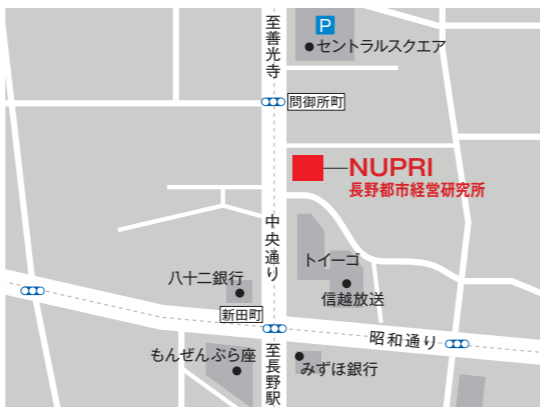 至善光寺
P
セントラルスクエア
問御所町
NUPRI
長野都市経営研究所
中央通り
トイーゴ
八十二銀行
信越放送
新田町
昭和通り
もんぜんぷら座
至長野駅
みずほ銀行